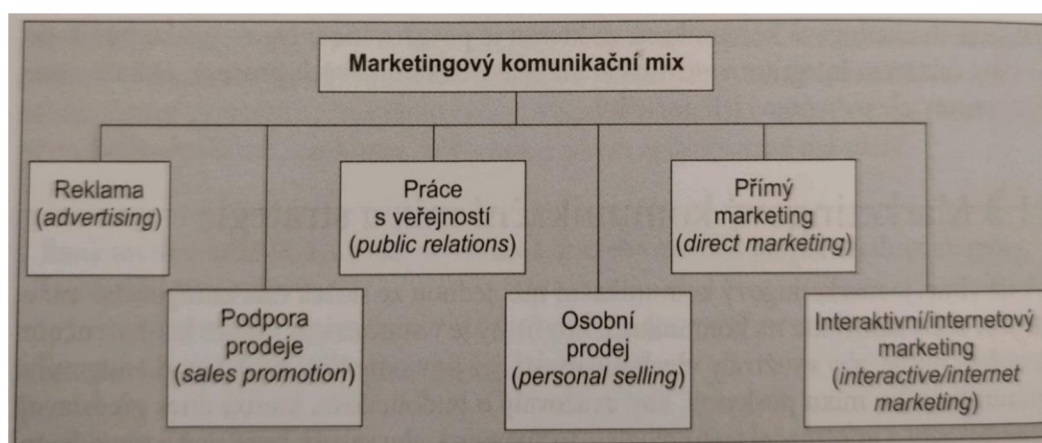 Marketingový komunikační mix
Reklama
(advertising)
Práce
s veřejností
(public relations)
Přímý
marketing
(direct marketing)
Podpora
prodeje
(sales promotion)
Osobní
prodej
(personal selling)
Interaktivní/internetový
marketing
(interactive/internet
marketing)